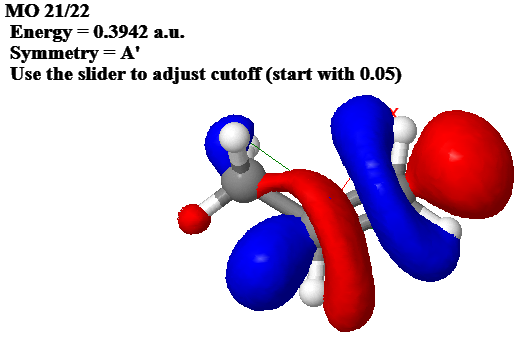 MO 21/22
Energy = 0.3942 a.u.
Symmetry = A'
Use the slider to adjust cutoff (start with 0.05)
X